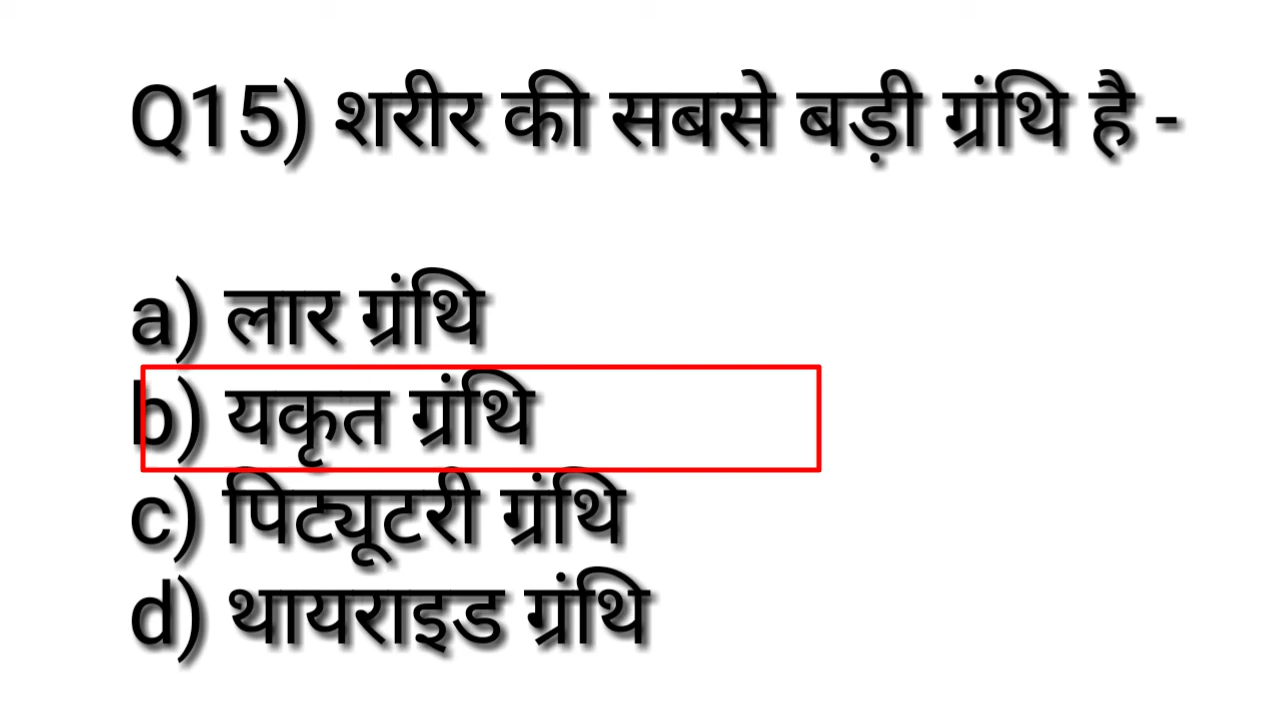 Q15) शरीर की सबसे बड़ी ग्रंथि है -
a) लार ग्रंथि
b) यकृत ग्रंथि
c) पिट्यूटरी ग्रंथि
d) थायराइड ग्रंथि